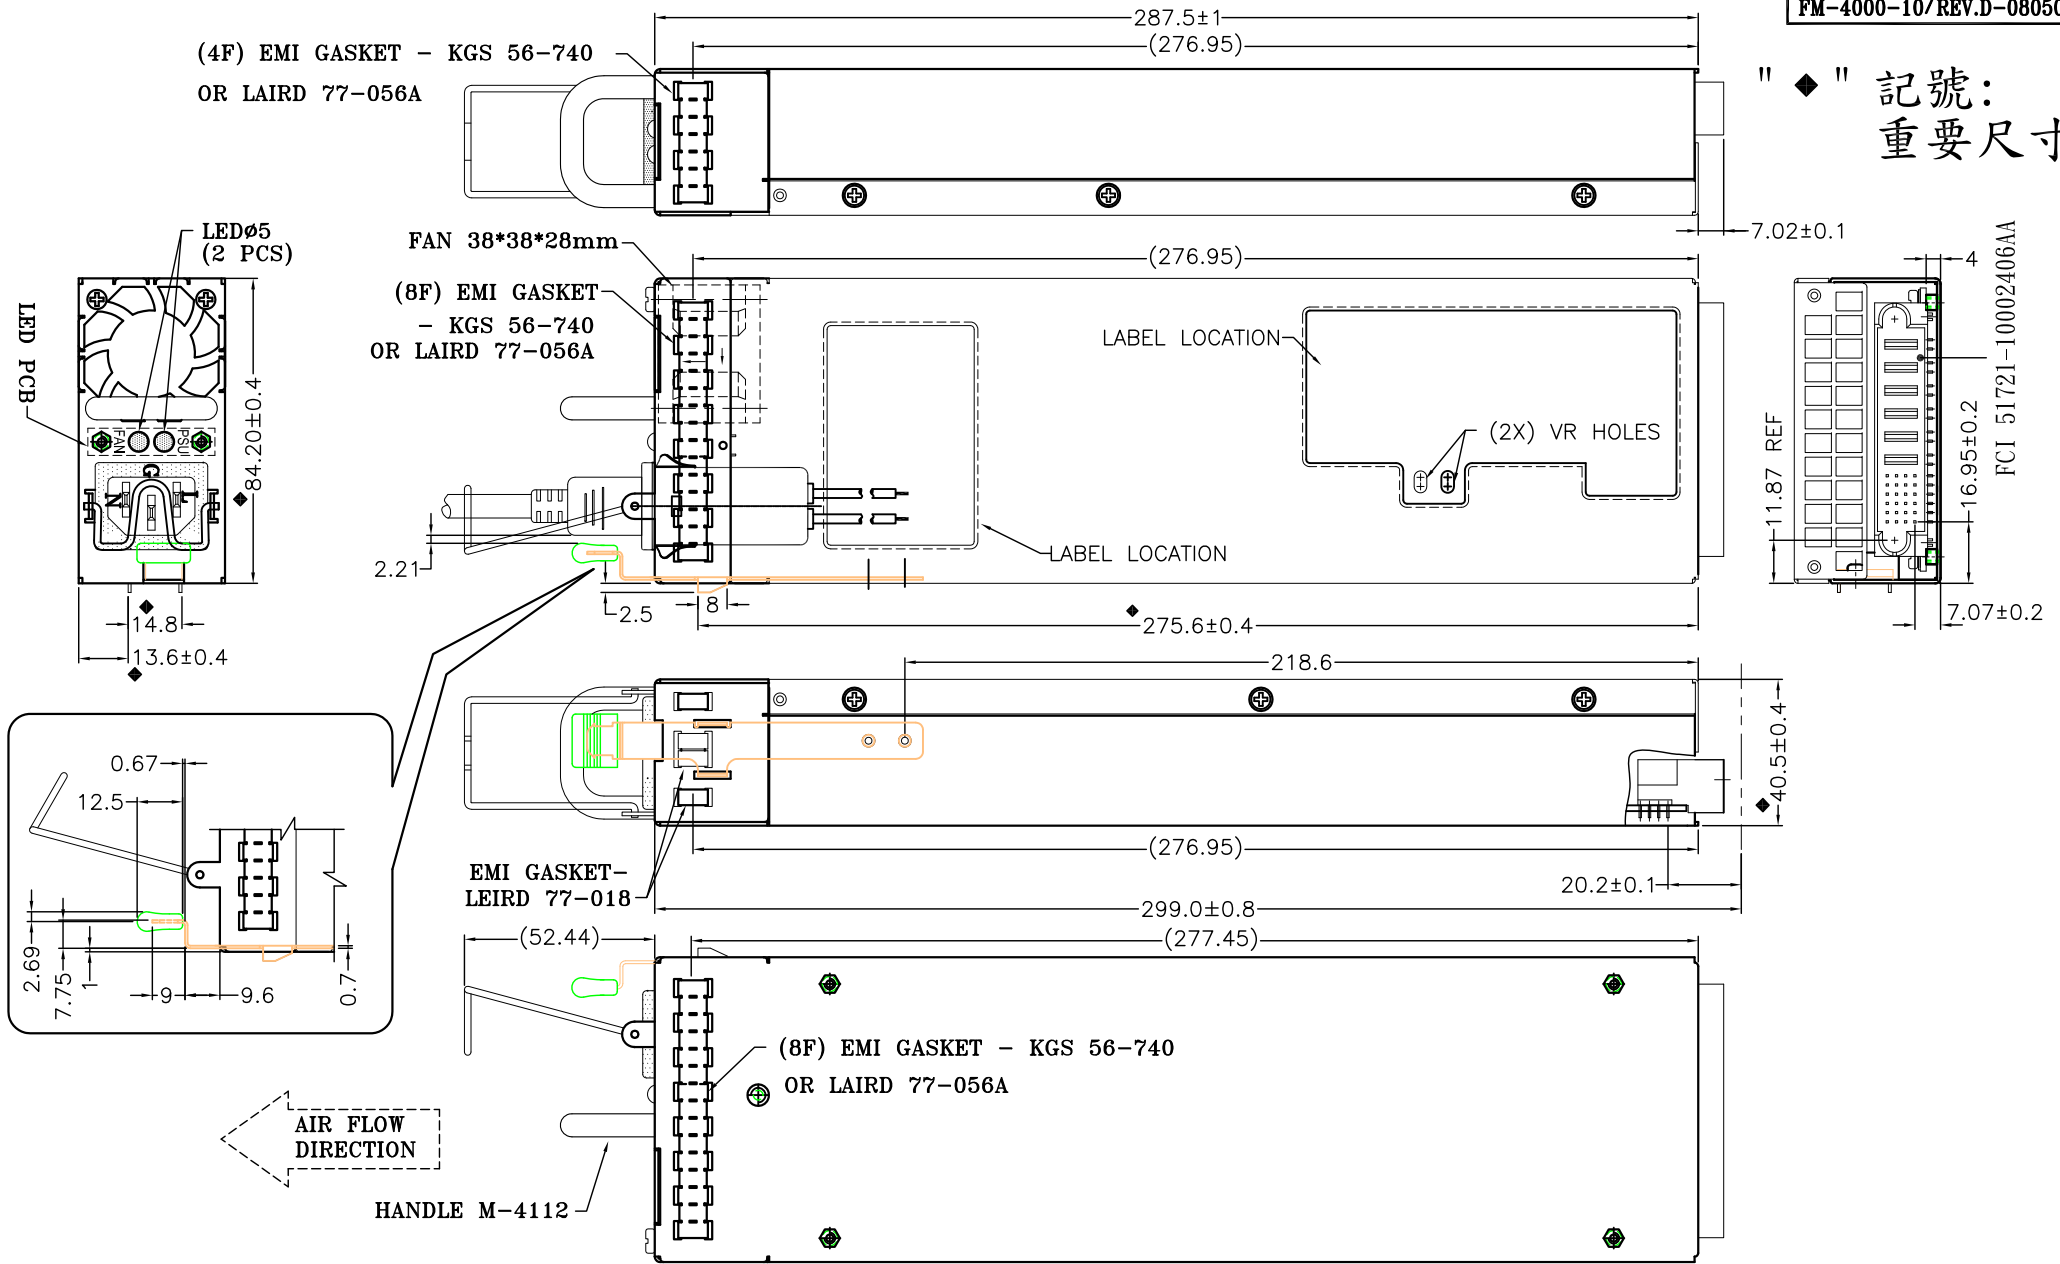 FM-4000-10/REV.D-08050
287.5±1
(276.95)
(4F) EMI GASKET - KGS 56-740
OR LAIRD 77-056A
" ◆ " 記號:
重要尺寸
7.02±0.1
LEDø5
(2 PCS)
LED PCB
FAN
PSU
G
N
L
84.20±0.4
◆
◆
14.8
13.6±0.4
◆
FAN 38*38*28mm
(8F) EMI GASKET
- KGS 56-740
OR LAIRD 77-056A
(276.95)
LABEL LOCATION
(2X) VR HOLES
LABEL LOCATION
2.21
2.5
8
◆
275.6±0.4
4
FCI 51721-10002406AA
11.87 REF
16.95±0.2
7.07±0.2
218.6
40.5±0.4
◆
(276.95)
EMI GASKET-
LEIRD 77-018
20.2±0.1
299.0±0.8
0.67
12.5
2.69
7.75
1
9
9.6
0.7
(52.44)
(277.45)
(8F) EMI GASKET - KGS 56-740
OR LAIRD 77-056A
AIR FLOW
DIRECTION
HANDLE M-4112